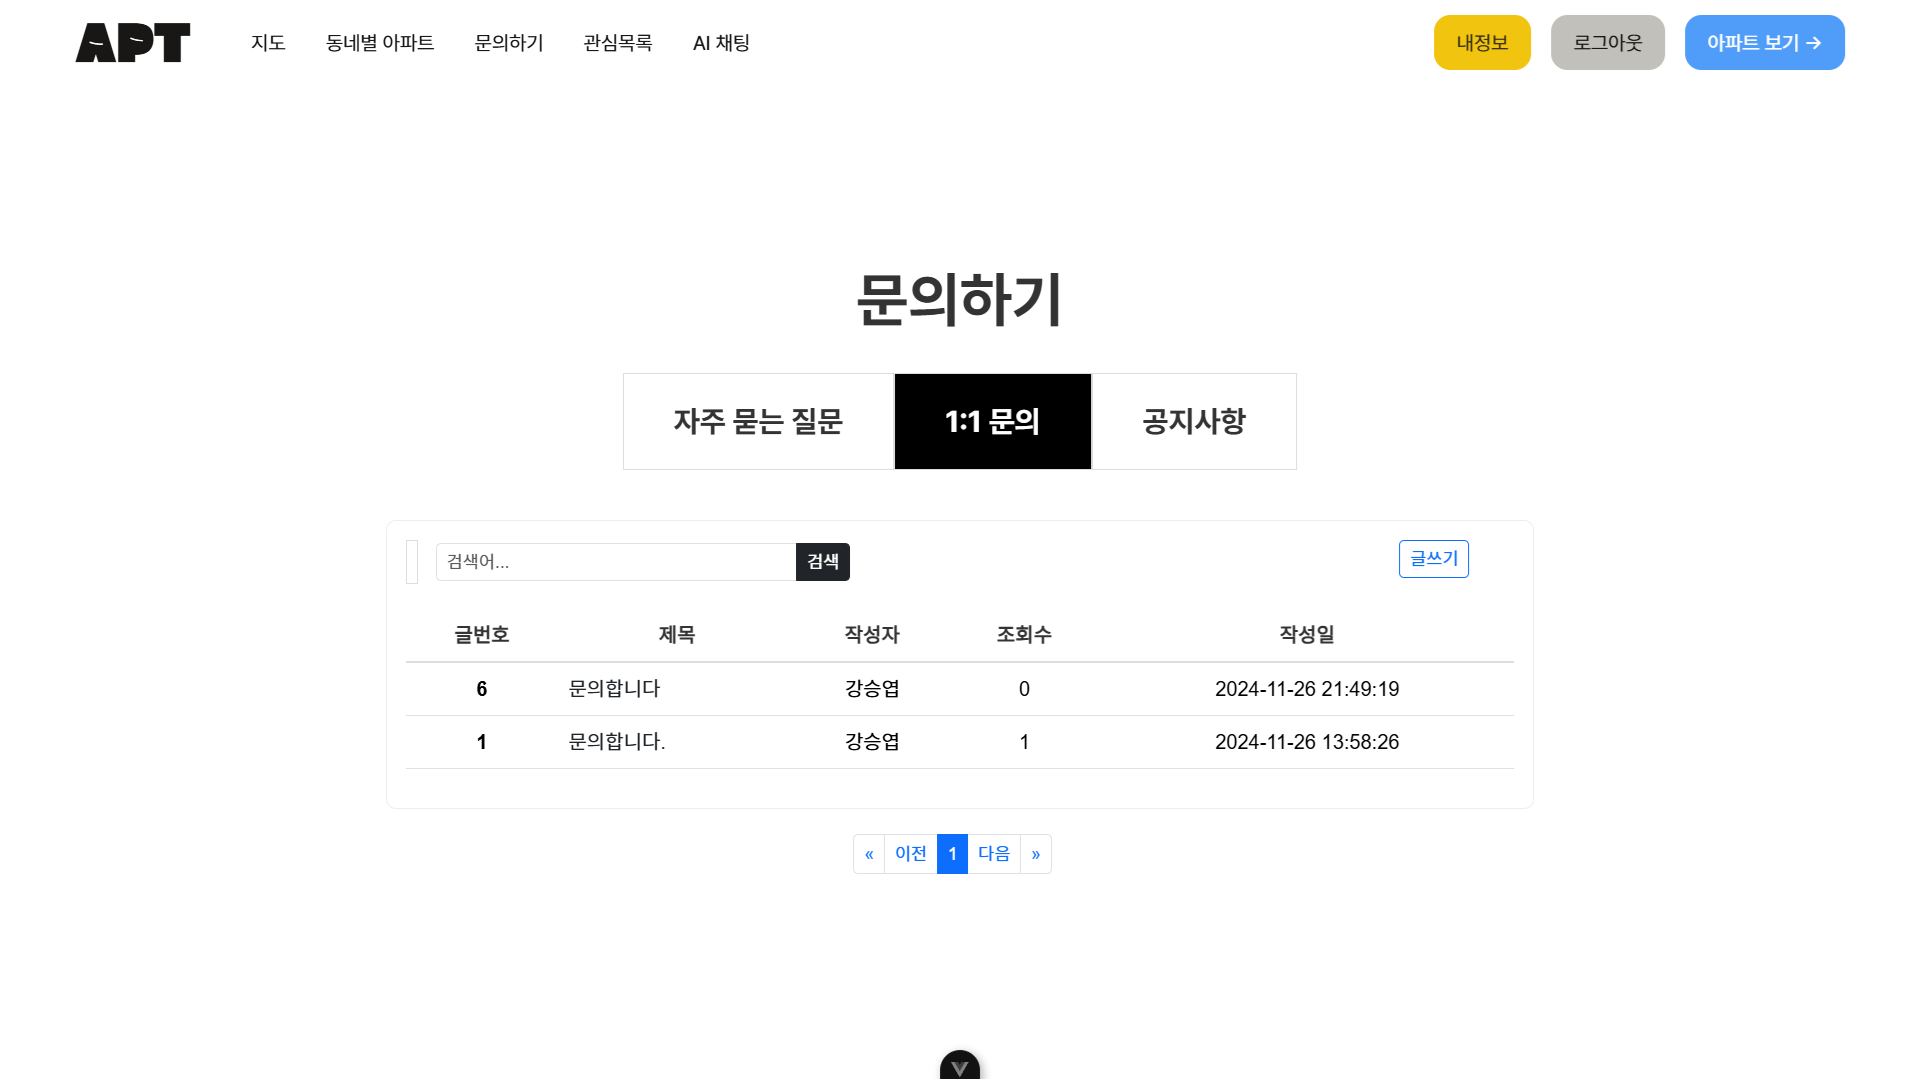 APT 지도 동네별 아파트 문의하기 관심목록 AI 채팅 내정보 로그아웃 아파트 보기 →
문의하기
자주 묻는 질문 1:1 문의 공지사항
검색어... 검색 글쓰기
글번호 제목 작성자 조회수 작성일
6 문의합니다 강승엽 0 2024-11-26 21:49:19
1 문의합니다. 강승엽 1 2024-11-26 13:58:26
« 이전 1 다음 »